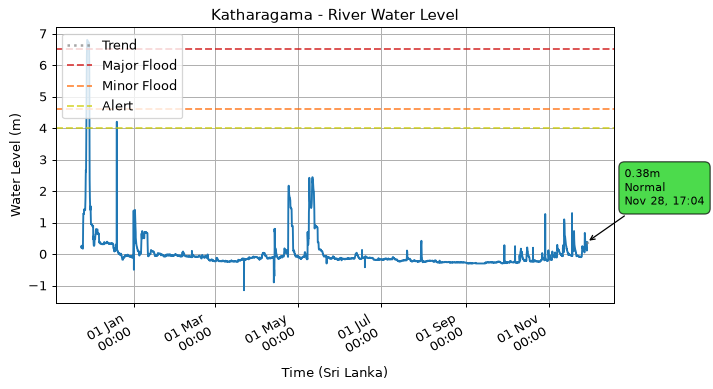 Katharagama - River Water Level
Water Level (m)
7
6
5
4
3
2
1
0
−1
Trend
Major Flood
Minor Flood
Alert
0.38m
Normal
Nov 28, 17:04
01 Jan
00:00
01 Mar
00:00
01 May
00:00
01 Jul
00:00
01 Sep
00:00
01 Nov
00:00
Time (Sri Lanka)